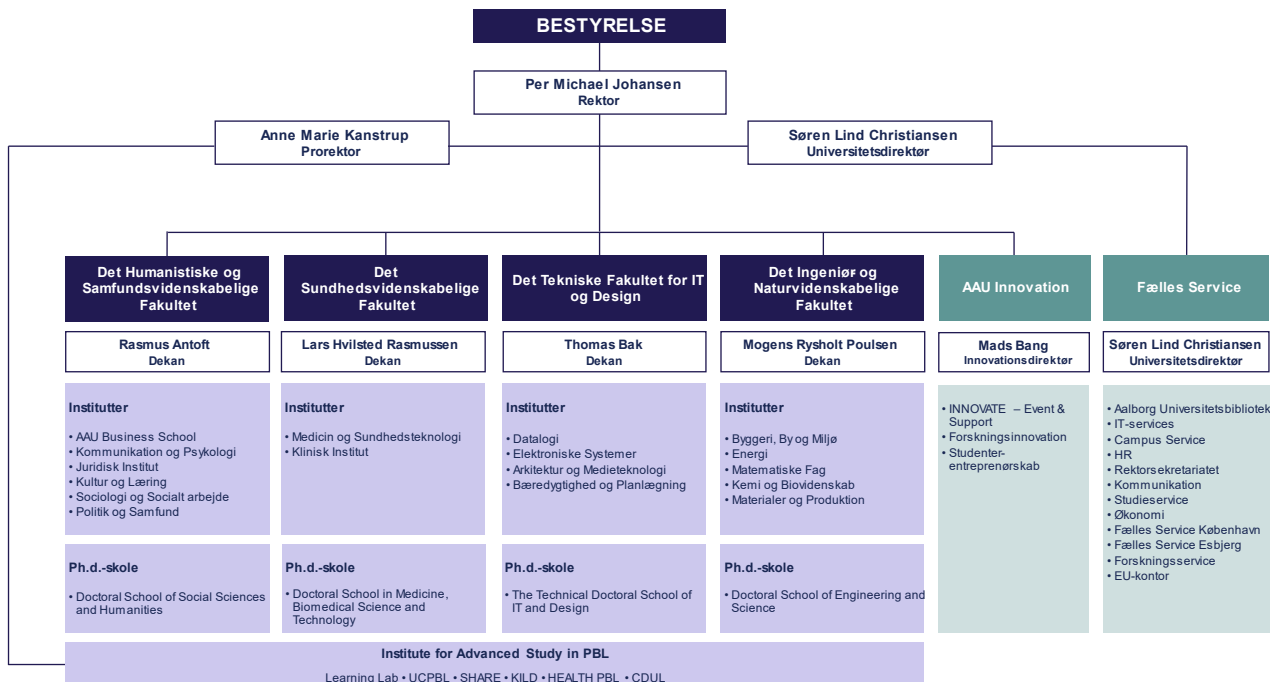 BESTYRELSE
Per Michael Johansen
Rektor
Anne Marie Kanstrup
Prorektor
Søren Lind Christiansen
Universitetsdirektør
Det Humanistiske og
Samfundsvidenskabelige
Fakultet
Rasmus Antoft
Dekan
Institutter
• AAU Business School
• Kommunikation og Psykologi
• Juridisk Institut
• Kultur og Læring
• Sociologi og Socialt arbejde
• Politik og Samfund
Ph.d.-skole
• Doctoral School of Social Sciences
and Humanities
Det
Sundhedsvidenskabelige
Fakultet
Lars Hvilsted Rasmussen
Dekan
Institutter
• Medicin og Sundhedsteknologi
• Klinisk Institut
Ph.d.-skole
• Doctoral School in Medicine,
Biomedical Science and
Technology
Det Tekniske Fakultet for IT
og Design
Thomas Bak
Dekan
Institutter
• Datalogi
• Elektroniske Systemer
• Arkitektur og Medieteknologi
• Bæredygtighed og Planlægning
Ph.d.-skole
• The Technical Doctoral School of
IT and Design
Det Ingeniør- og
Naturvidenskabelige
Fakultet
Mogens Rysholt Poulsen
Dekan
Institutter
• Byggeri, By og Miljø
• Energi
• Matematiske Fag
• Kemi og Biovidenskab
• Materialer og Produktion
Ph.d.-skole
• Doctoral School of Engineering and
Science
AAU Innovation
Mads Bang
Innovationsdirektør
• INNOVATE – Event &
Support
• Forskningsinnovation
• Studenter-
entreprenørskab
Fælles Service
Søren Lind Christiansen
Universitetsdirektør
• Aalborg Universitetsbibliotek
• IT-services
• Campus Service
• HR
• Rektorsekretariatet
• Kommunikation
• Studieservice
• Økonomi
• Fælles Service København
• Fælles Service Esbjerg
• Forskningsservice
• EU-kontor
Institute for Advanced Study in PBL
Learning Lab • UCPBL • SHARE • KILD • HEALTH PBL • CDUL